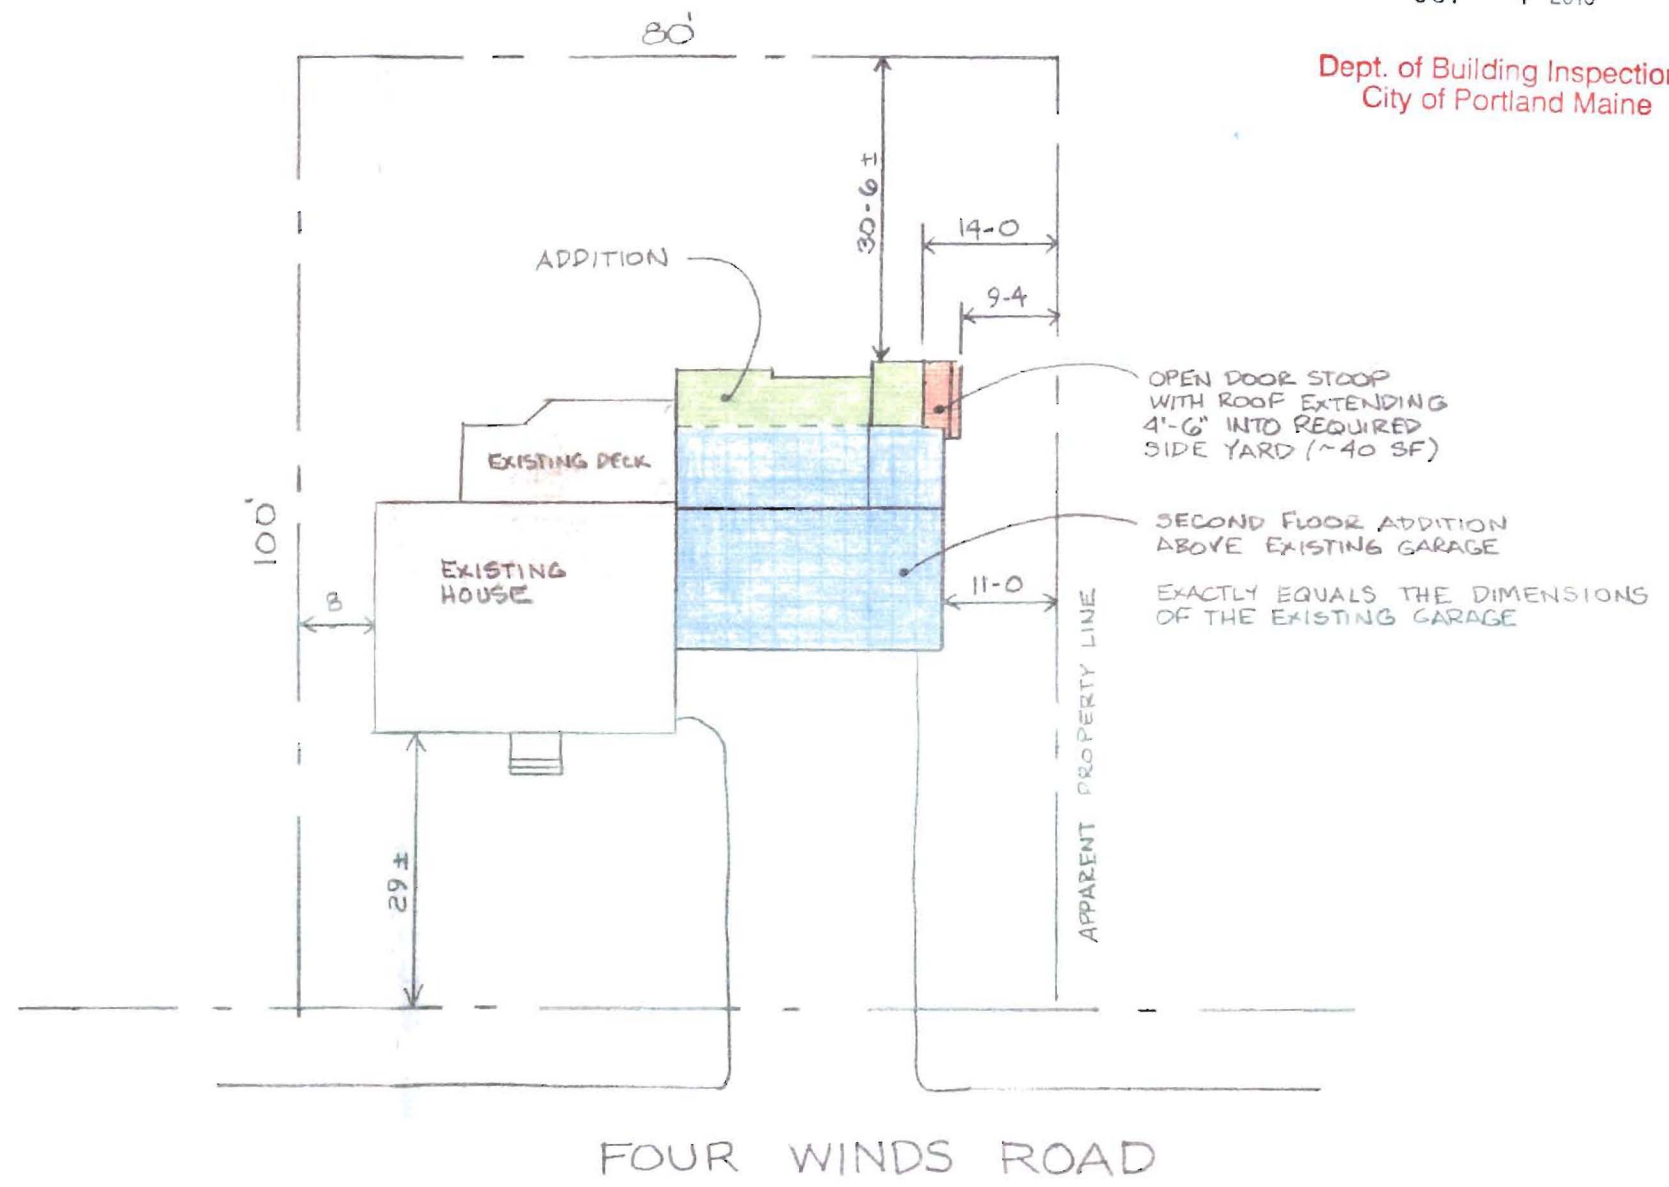 2010
Dept. of Building Inspection
City of Portland Maine
80'
30-6 ±
14-0
ADDITION
9-4
OPEN DOOR STOOP
WITH ROOF EXTENDING
4'-6" INTO REQUIRED
SIDE YARD (~40 SF)
EXISTING DECK
100'
SECOND FLOOR ADDITION
ABOVE EXISTING GARAGE
EXISTING
HOUSE
11-0
EXACTLY EQUALS THE DIMENSIONS
OF THE EXISTING GARAGE
8
APPARENT PROPERTY LINE
29 ±
FOUR WINDS ROAD